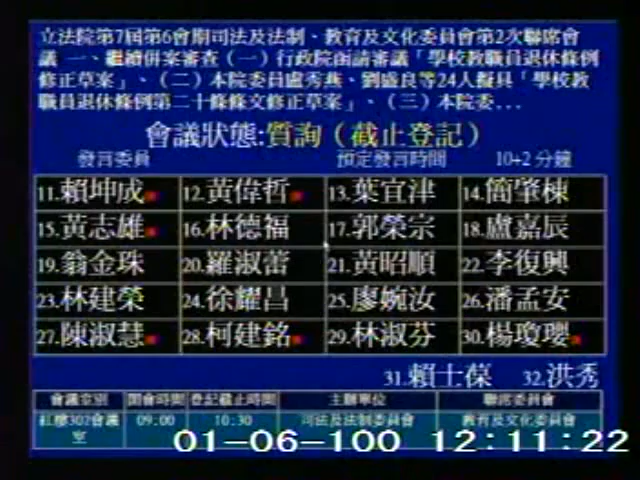 立法院第7屆第6會期司法及法制、教育及文化委員會第2次聯席會
議 一、繼續併案審查（一）行政院函請審議「學校教職員退休條例
修正草案」、（二）本院委員盧秀燕、劉盛良等24人擬具「學校教
職員退休條例第二十條條文修正草案」、（三）本院委...
會議狀態:質詢（截止登記）
發言委員 預定發言時間 10+2 分鐘
11.賴坤成 12.黃偉哲 13.葉宜津 14.簡肇棟
15.黃志雄 16.林德福 17.郭榮宗 18.盧嘉辰
19.翁金珠 20.羅淑蕾 21.黃昭順 22.李復興
23.林建榮 24.徐耀昌 25.廖婉汝 26.潘孟安
27.陳淑慧 28.柯建銘 29.林淑芬 30.楊瓊瓔
31.賴士葆 32.洪秀
會議室別 開會時間 登記截止時間 主辦單位 聯席委員會
紅樓302會議室 09:00 10:30 司法及法制委員會 教育及文化委員會
01-06-100 12:11:22